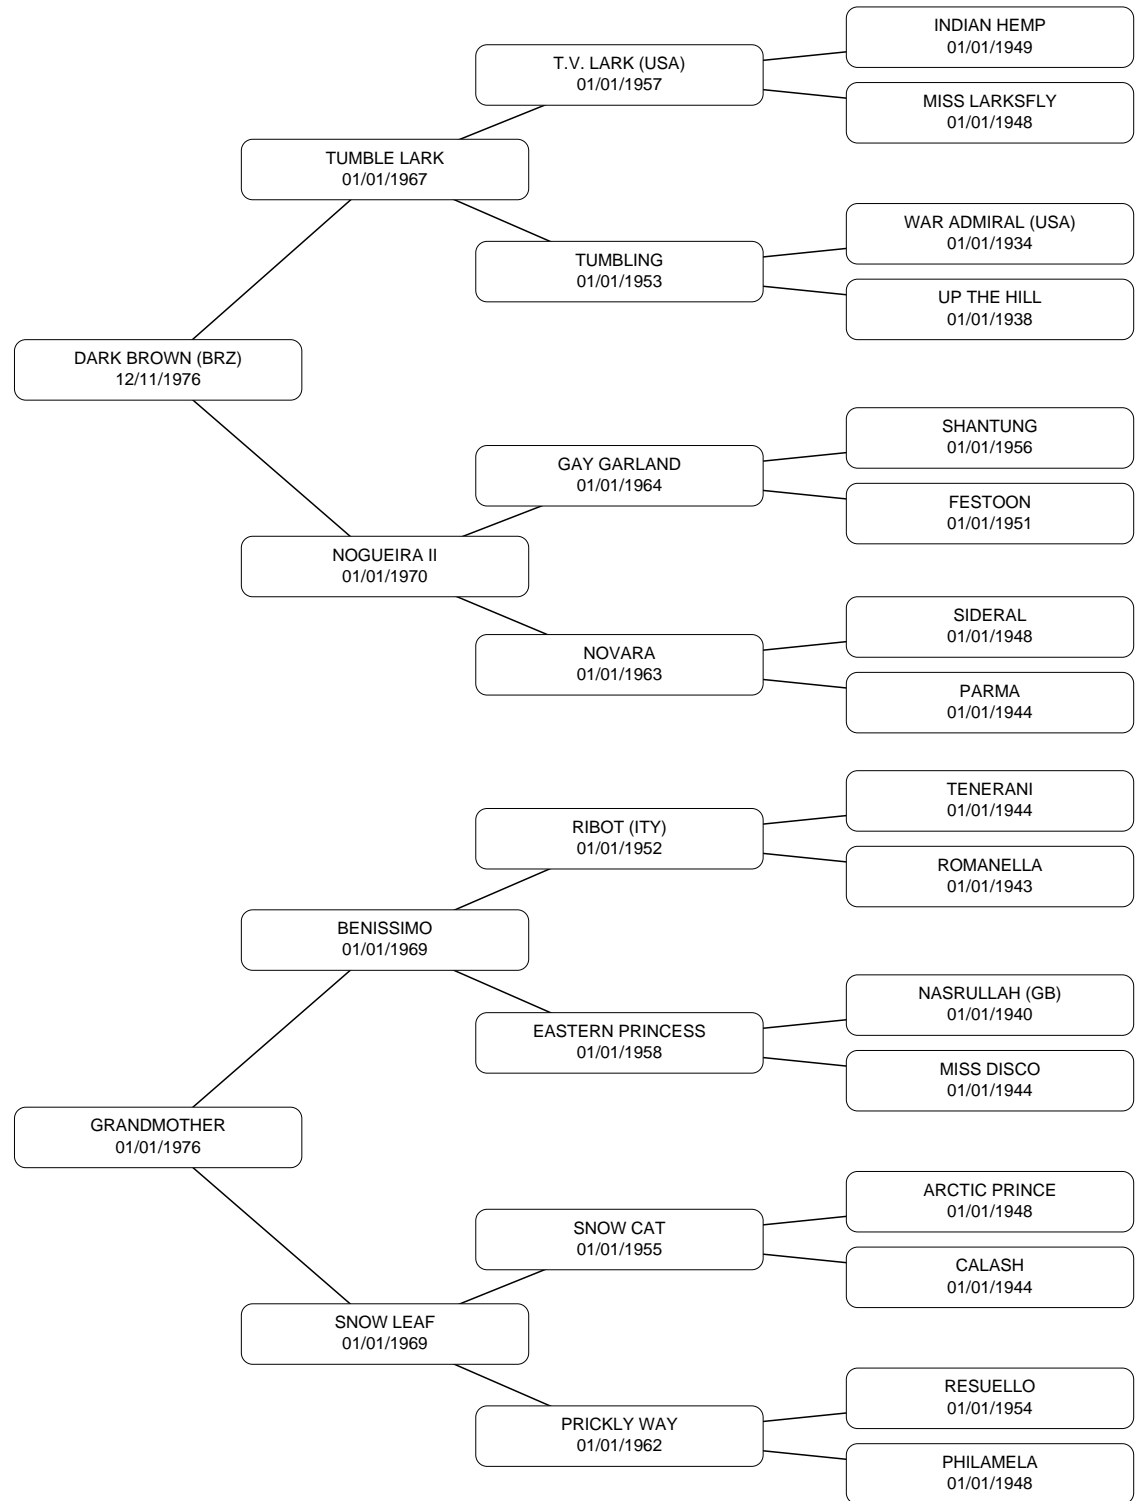 INDIAN HEMP
01/01/1949
T.V. LARK (USA)
01/01/1957
MISS LARKSFLY
01/01/1948
TUMBLE LARK
01/01/1967
WAR ADMIRAL (USA)
01/01/1934
TUMBLING
01/01/1953
UP THE HILL
01/01/1938
DARK BROWN (BRZ)
12/11/1976
SHANTUNG
01/01/1956
GAY GARLAND
01/01/1964
FESTOON
01/01/1951
NOGUEIRA II
01/01/1970
SIDERAL
01/01/1948
NOVARA
01/01/1963
PARMA
01/01/1944
TENERANI
01/01/1944
RIBOT (ITY)
01/01/1952
ROMANELLA
01/01/1943
BENISSIMO
01/01/1969
NASRULLAH (GB)
01/01/1940
EASTERN PRINCESS
01/01/1958
MISS DISCO
01/01/1944
GRANDMOTHER
01/01/1976
ARCTIC PRINCE
01/01/1948
SNOW CAT
01/01/1955
CALASH
01/01/1944
SNOW LEAF
01/01/1969
RESUELLO
01/01/1954
PRICKLY WAY
01/01/1962
PHILAMELA
01/01/1948